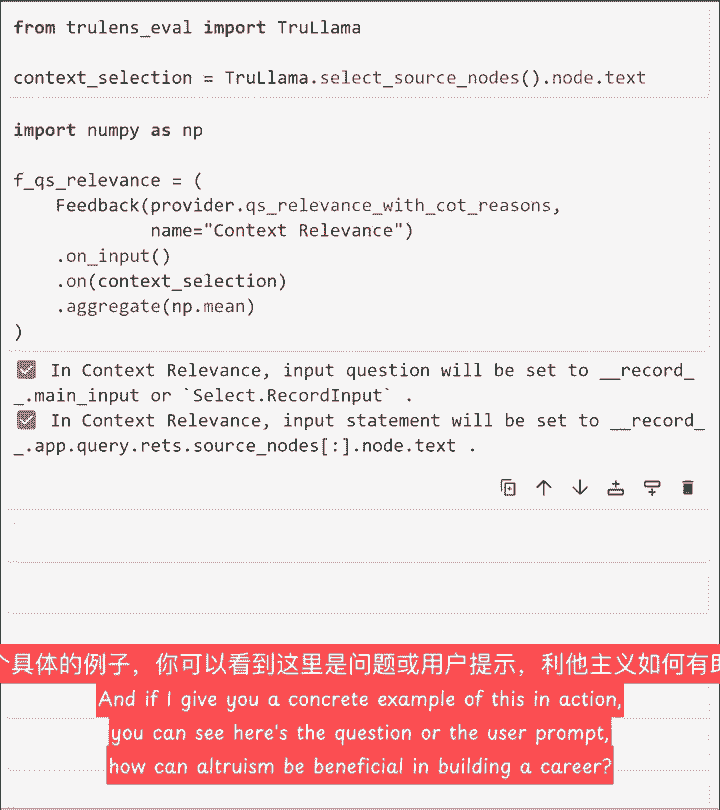 from trulens_eval import TruLlama
context_selection = TruLlama.select_source_nodes().node.text
import numpy as np
f_qs_relevance = (
    Feedback(provider.qs_relevance_with_cot_reasons,
             name="Context Relevance")
    .on_input()
    .on(context_selection)
    .aggregate(np.mean)
)
✅ In Context Relevance, input question will be set to __record_
_.main_input or `Select.RecordInput` .
✅ In Context Relevance, input statement will be set to __record_
_.app.query.rets.source_nodes[:].node.text .
个具体的例子，你可以看到这里是问题或用户提示，利他主义如何有
And if I give you a concrete example of this in action,
you can see here's the question or the user prompt,
how can altruism be beneficial in building a career?